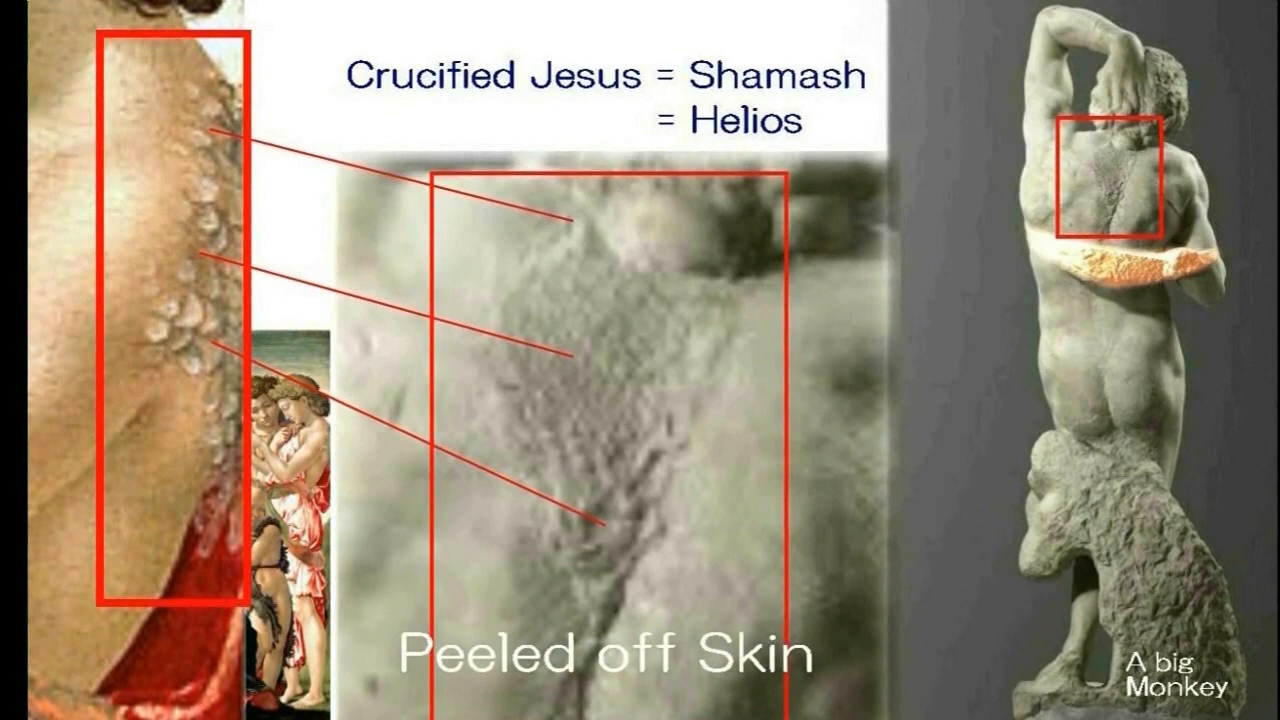 Crucified Jesus = Shamash
= Helios
Peeled off Skin
A big
Monkey